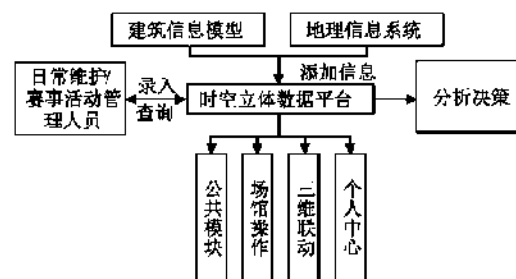 建筑信息模型
地理信息系统
添加信息
日常维护/
赛事活动管
理人员
录入
查询
时空立体数据平台
分析决策
公共模块
场馆操作
三维联动
个人中心